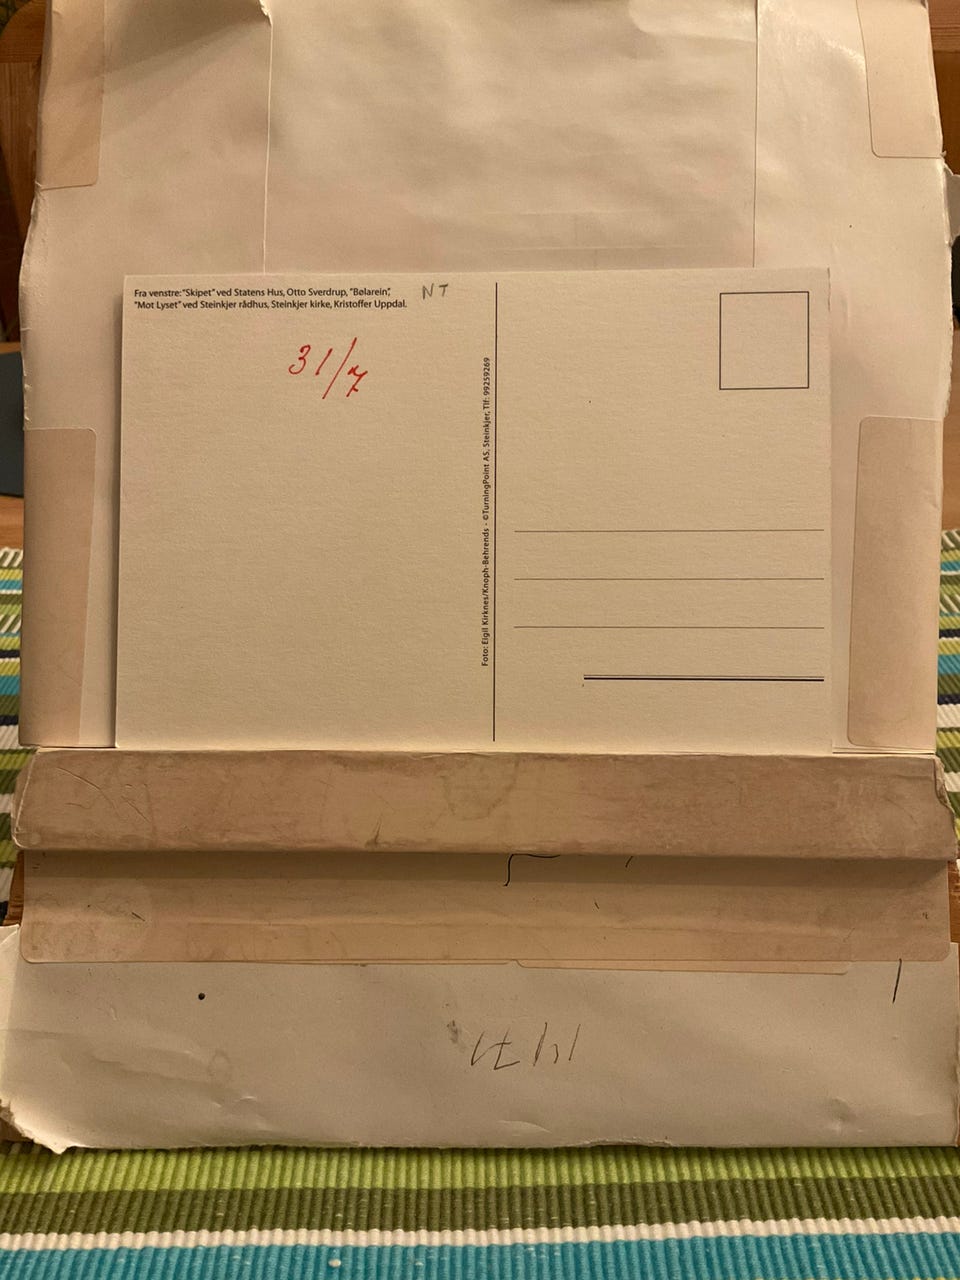 Fra venstre: "Skipet" ved Statens Hus, Otto Sverdrup, "Bølarein",
"Mot Lyset" ved Steinkjer rådhus, Steinkjer kirke, Kristoffer Uppdal.
NT
31/7
Foto: Eigil Kirknes/Knoph-Behrends - ©TurningPoint AS, Steinkjer, Tlf: 99259269